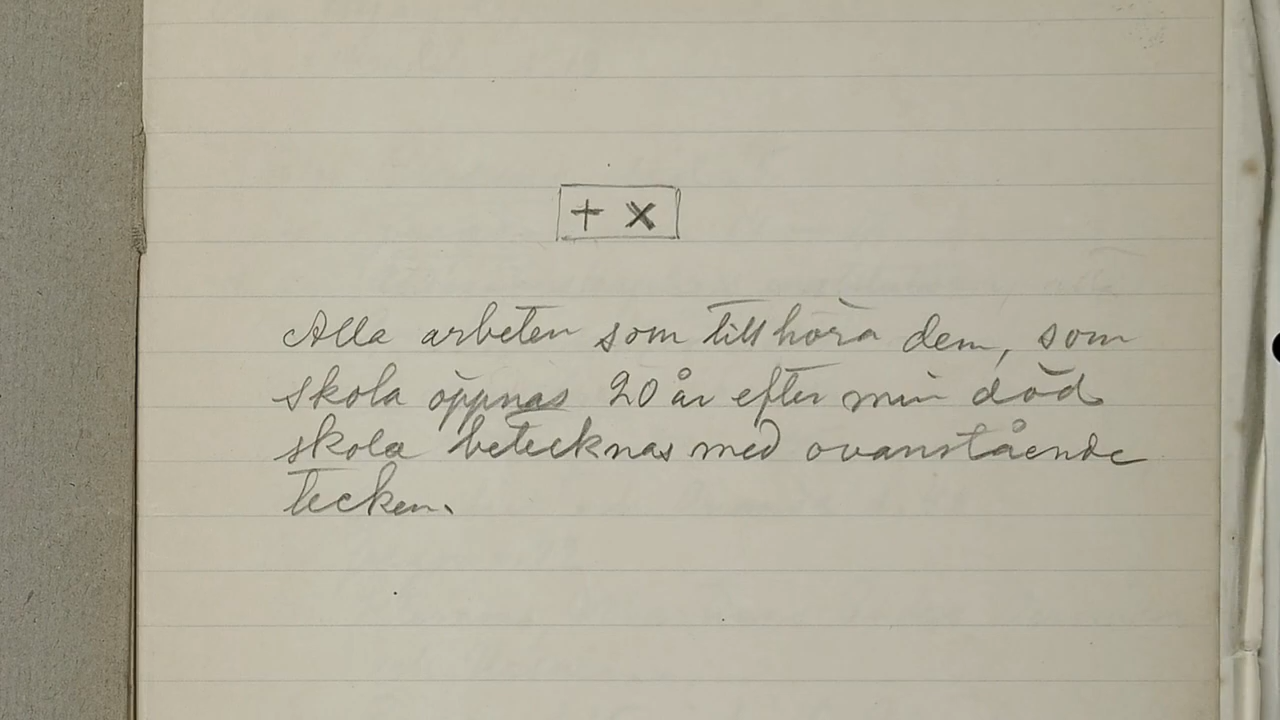 + x
Alla arbeten som tillhöra dem, som
skola öppnas 20 år efter min död
skola betecknas med ovanstående
tecken.